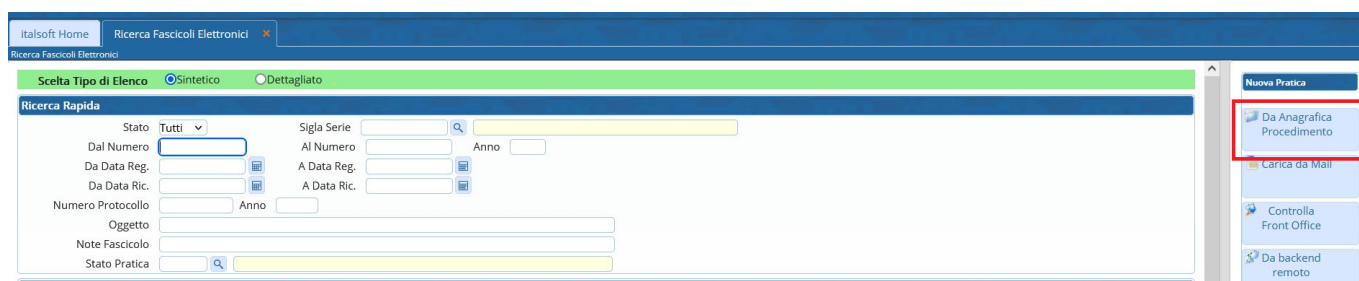 italsoft Home Ricerca Fascicoli Elettronici ×
Ricerca Fascicoli Elettronici
Scelta Tipo di Elenco Sintetico Dettagliato
Ricerca Rapida
Stato Tutti Sigla Serie
Dal Numero Al Numero Anno
Da Data Reg. A Data Reg.
Da Data Ric. A Data Ric.
Numero Protocollo Anno
Oggetto
Note Fascicolo
Stato Pratica
Nuova Pratica
Da Anagrafica
Procedimento
Carica da Mail
Controlla
Front Office
Da backend
remoto